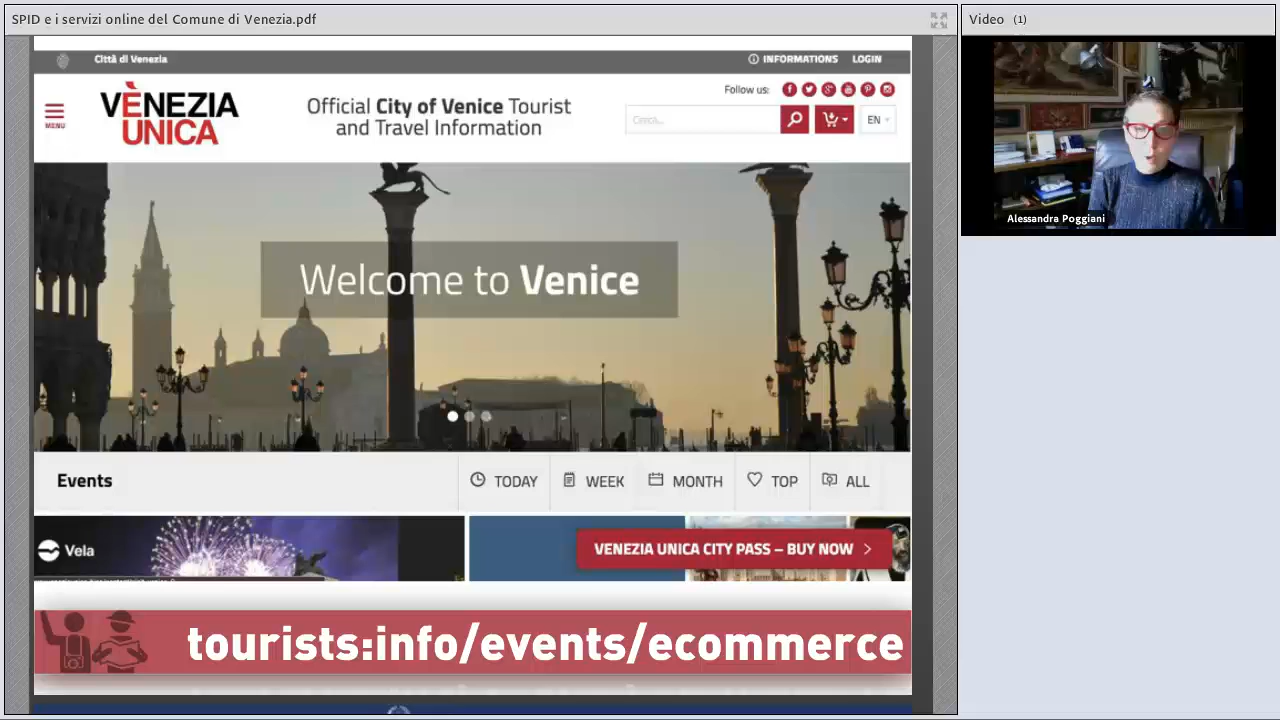 SPID e i servizi online del Comune di Venezia.pdf
Video (1)
Città di Venezia
INFORMATIONS
LOGIN
MENU
VÈNEZIA
UNICA
Official City of Venice Tourist
and Travel Information
Follow us:
Cerca...
EN
Welcome to Venice
Alessandra Poggiani
Events
TODAY
WEEK
MONTH
TOP
ALL
Vela
VENEZIA UNICA CITY PASS – BUY NOW
tourists:info/events/ecommerce